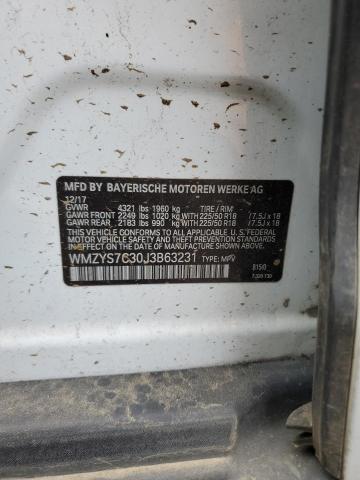 MFD BY BAYERISCHE MOTOREN WERKE AG
12/17
GVWR 4321 lbs 1960 kg TIRE / RIM:
GAWR FRONT 2249 lbs 1020 kg WITH 225/50 R18 /7.5J x 18
GAWR REAR 2183 lbs 990 kg WITH 225/50 R18 /7.5J x 18
THIS VEHICLE CONFORMS TO ALL APPLICABLE U.S. FEDERAL
MOTOR VEHICLE SAFETY, BUMPER, AND THEFT PREVENTION STANDARDS
IN EFFECT ON THE DATE OF MANUFACTURE SHOWN ABOVE.
WMZYS7C30J3B63231 TYPE: MPV